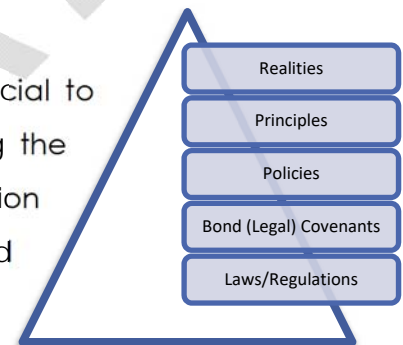 cial to
g the
ion
d
Realities
Principles
Policies
Bond (Legal) Covenants
Laws/Regulations